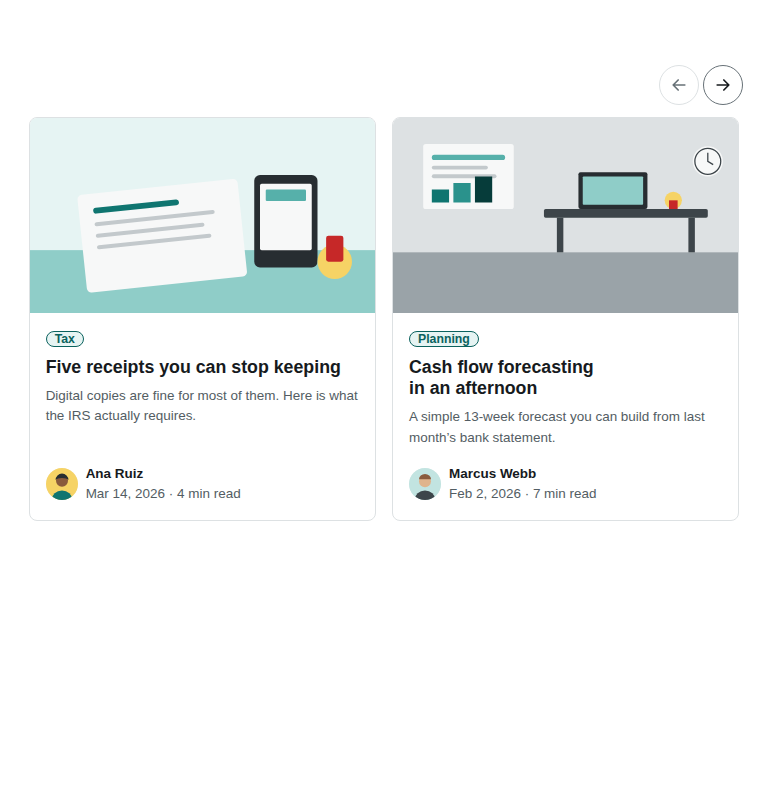 Tax
Five receipts you can stop keeping
Digital copies are fine for most of them. Here is what
the IRS actually requires.
Ana Ruiz
Mar 14, 2026 · 4 min read
Planning
Cash flow forecasting
in an afternoon
A simple 13-week forecast you can build from last
month’s bank statement.
Marcus Webb
Feb 2, 2026 · 7 min read